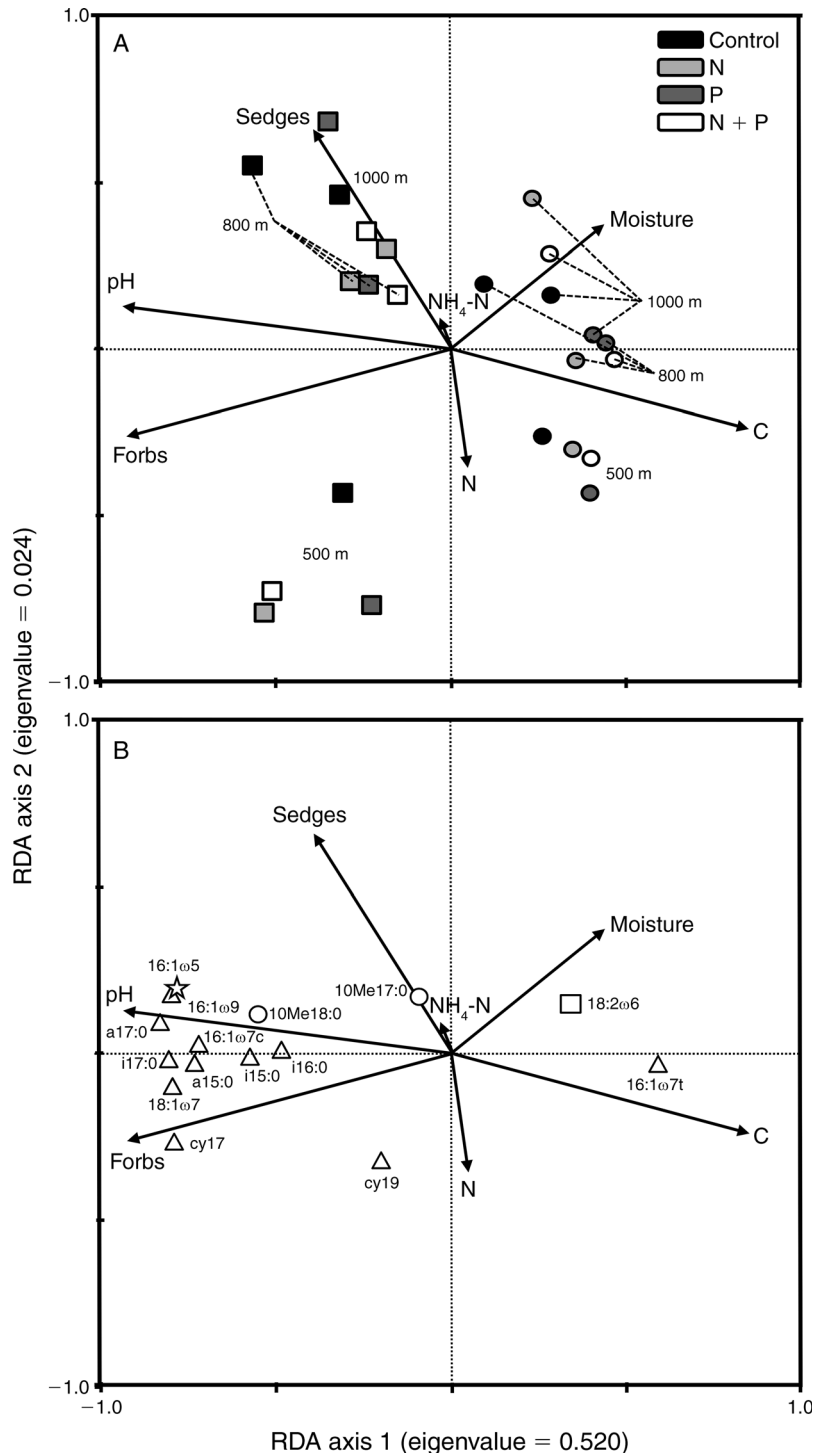 1.0
A
Control
N
P
N + P
Sedges
1000 m
800 m
Moisture
pH
NH4-N
1000 m
800 m
C
Forbs
N
500 m
500 m
−1.0
RDA axis 2 (eigenvalue = 0.024)
1.0
B
Sedges
Moisture
16:1ω5
pH
16:1ω9
10Me18:0
10Me17:0
NH4-N
18:2ω6
a17:0
16:1ω7c
i17:0
a15:0
i15:0
i16:0
16:1ω7t
18:1ω7
C
Forbs
cy17
cy19
N
−1.0
−1.0
1.0
RDA axis 1 (eigenvalue = 0.520)